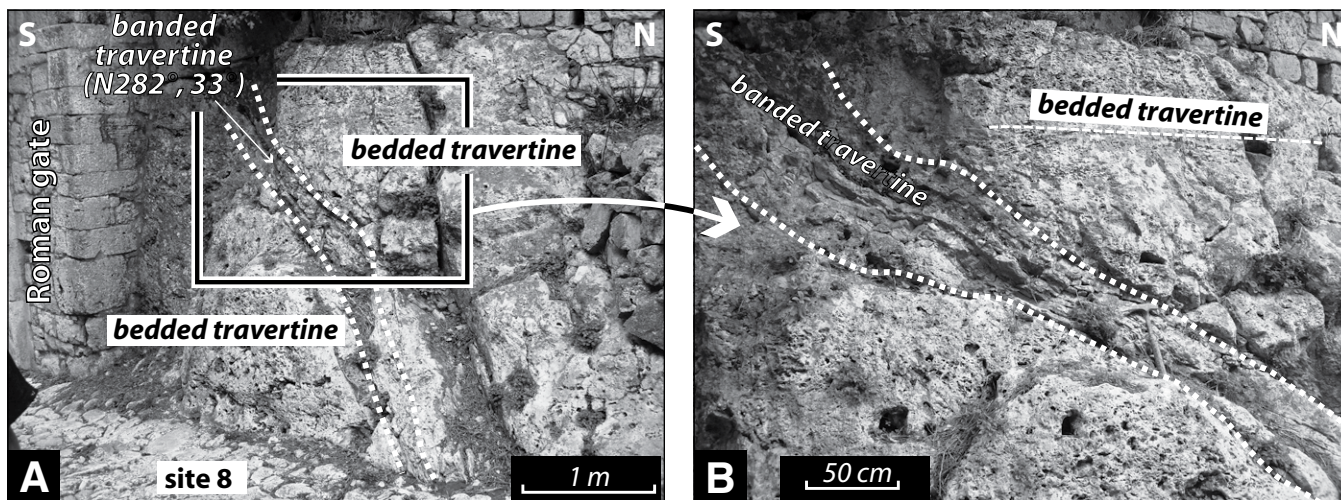 S
banded
travertine
(N282°, 33°)
N
Roman gate
bedded travertine
bedded travertine
A
site 8
1 m
S
N
banded travertine
bedded travertine
B
50 cm